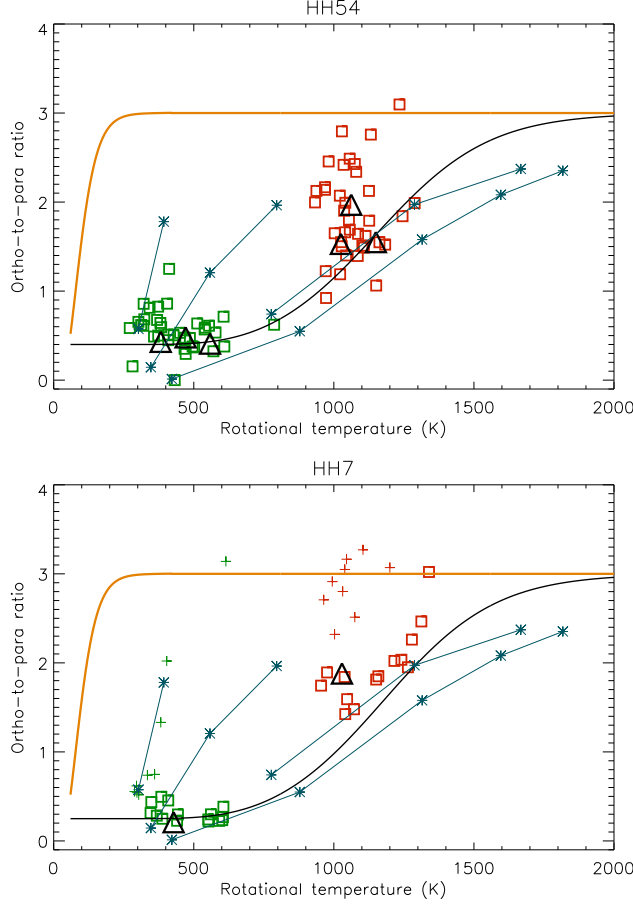 HH54
4
3
2
1
0
Ortho-to-para ratio
0 500 1000 1500 2000
Rotational temperature (K)
HH7
4
3
2
1
0
Ortho-to-para ratio
0 500 1000 1500 2000
Rotational temperature (K)